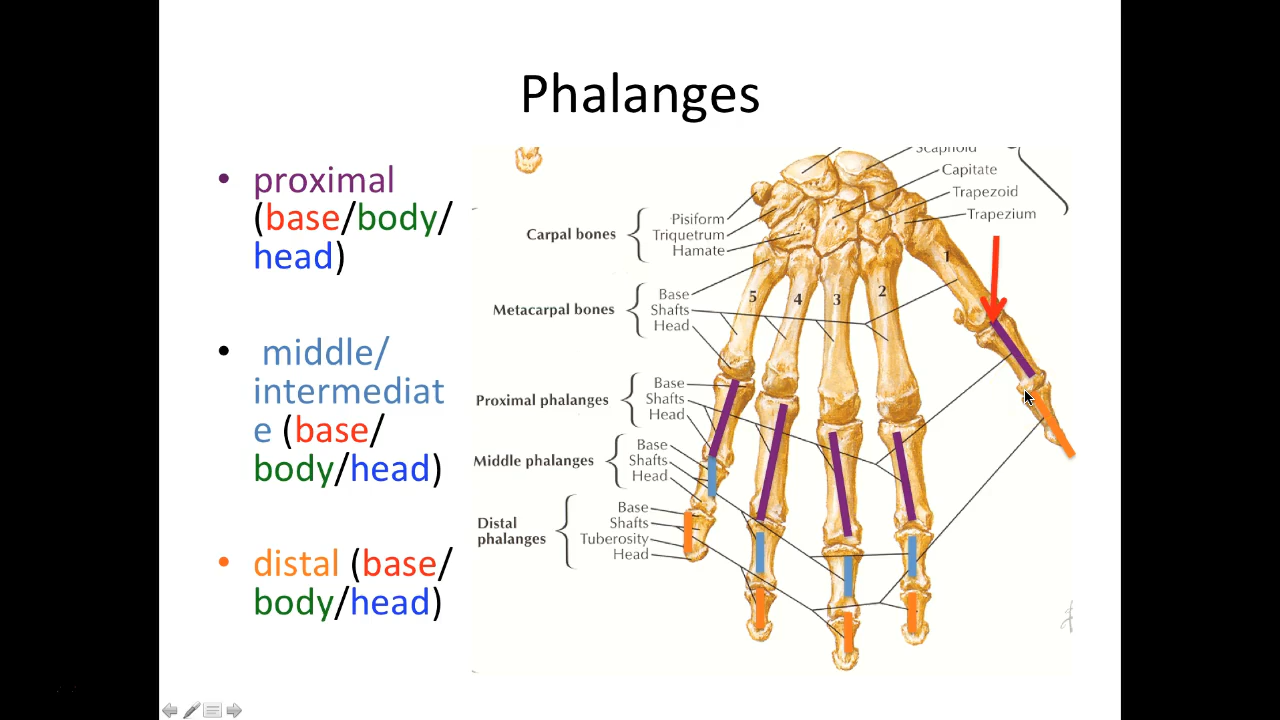 Phalanges
• proximal
(base/body/
head)
• middle/
intermediat
e (base/
body/head)
• distal (base/
body/head)
Scaphoid
Capitate
Trapezoid
Trapezium
Carpal bones
Pisiform
Triquetrum
Hamate
Metacarpal bones
Base
Shafts
Head
Proximal phalanges
Base
Shafts
Head
Middle phalanges
Base
Shafts
Head
Distal
phalanges
Base
Shafts
Tuberosity
Head
5
4
3
2
1